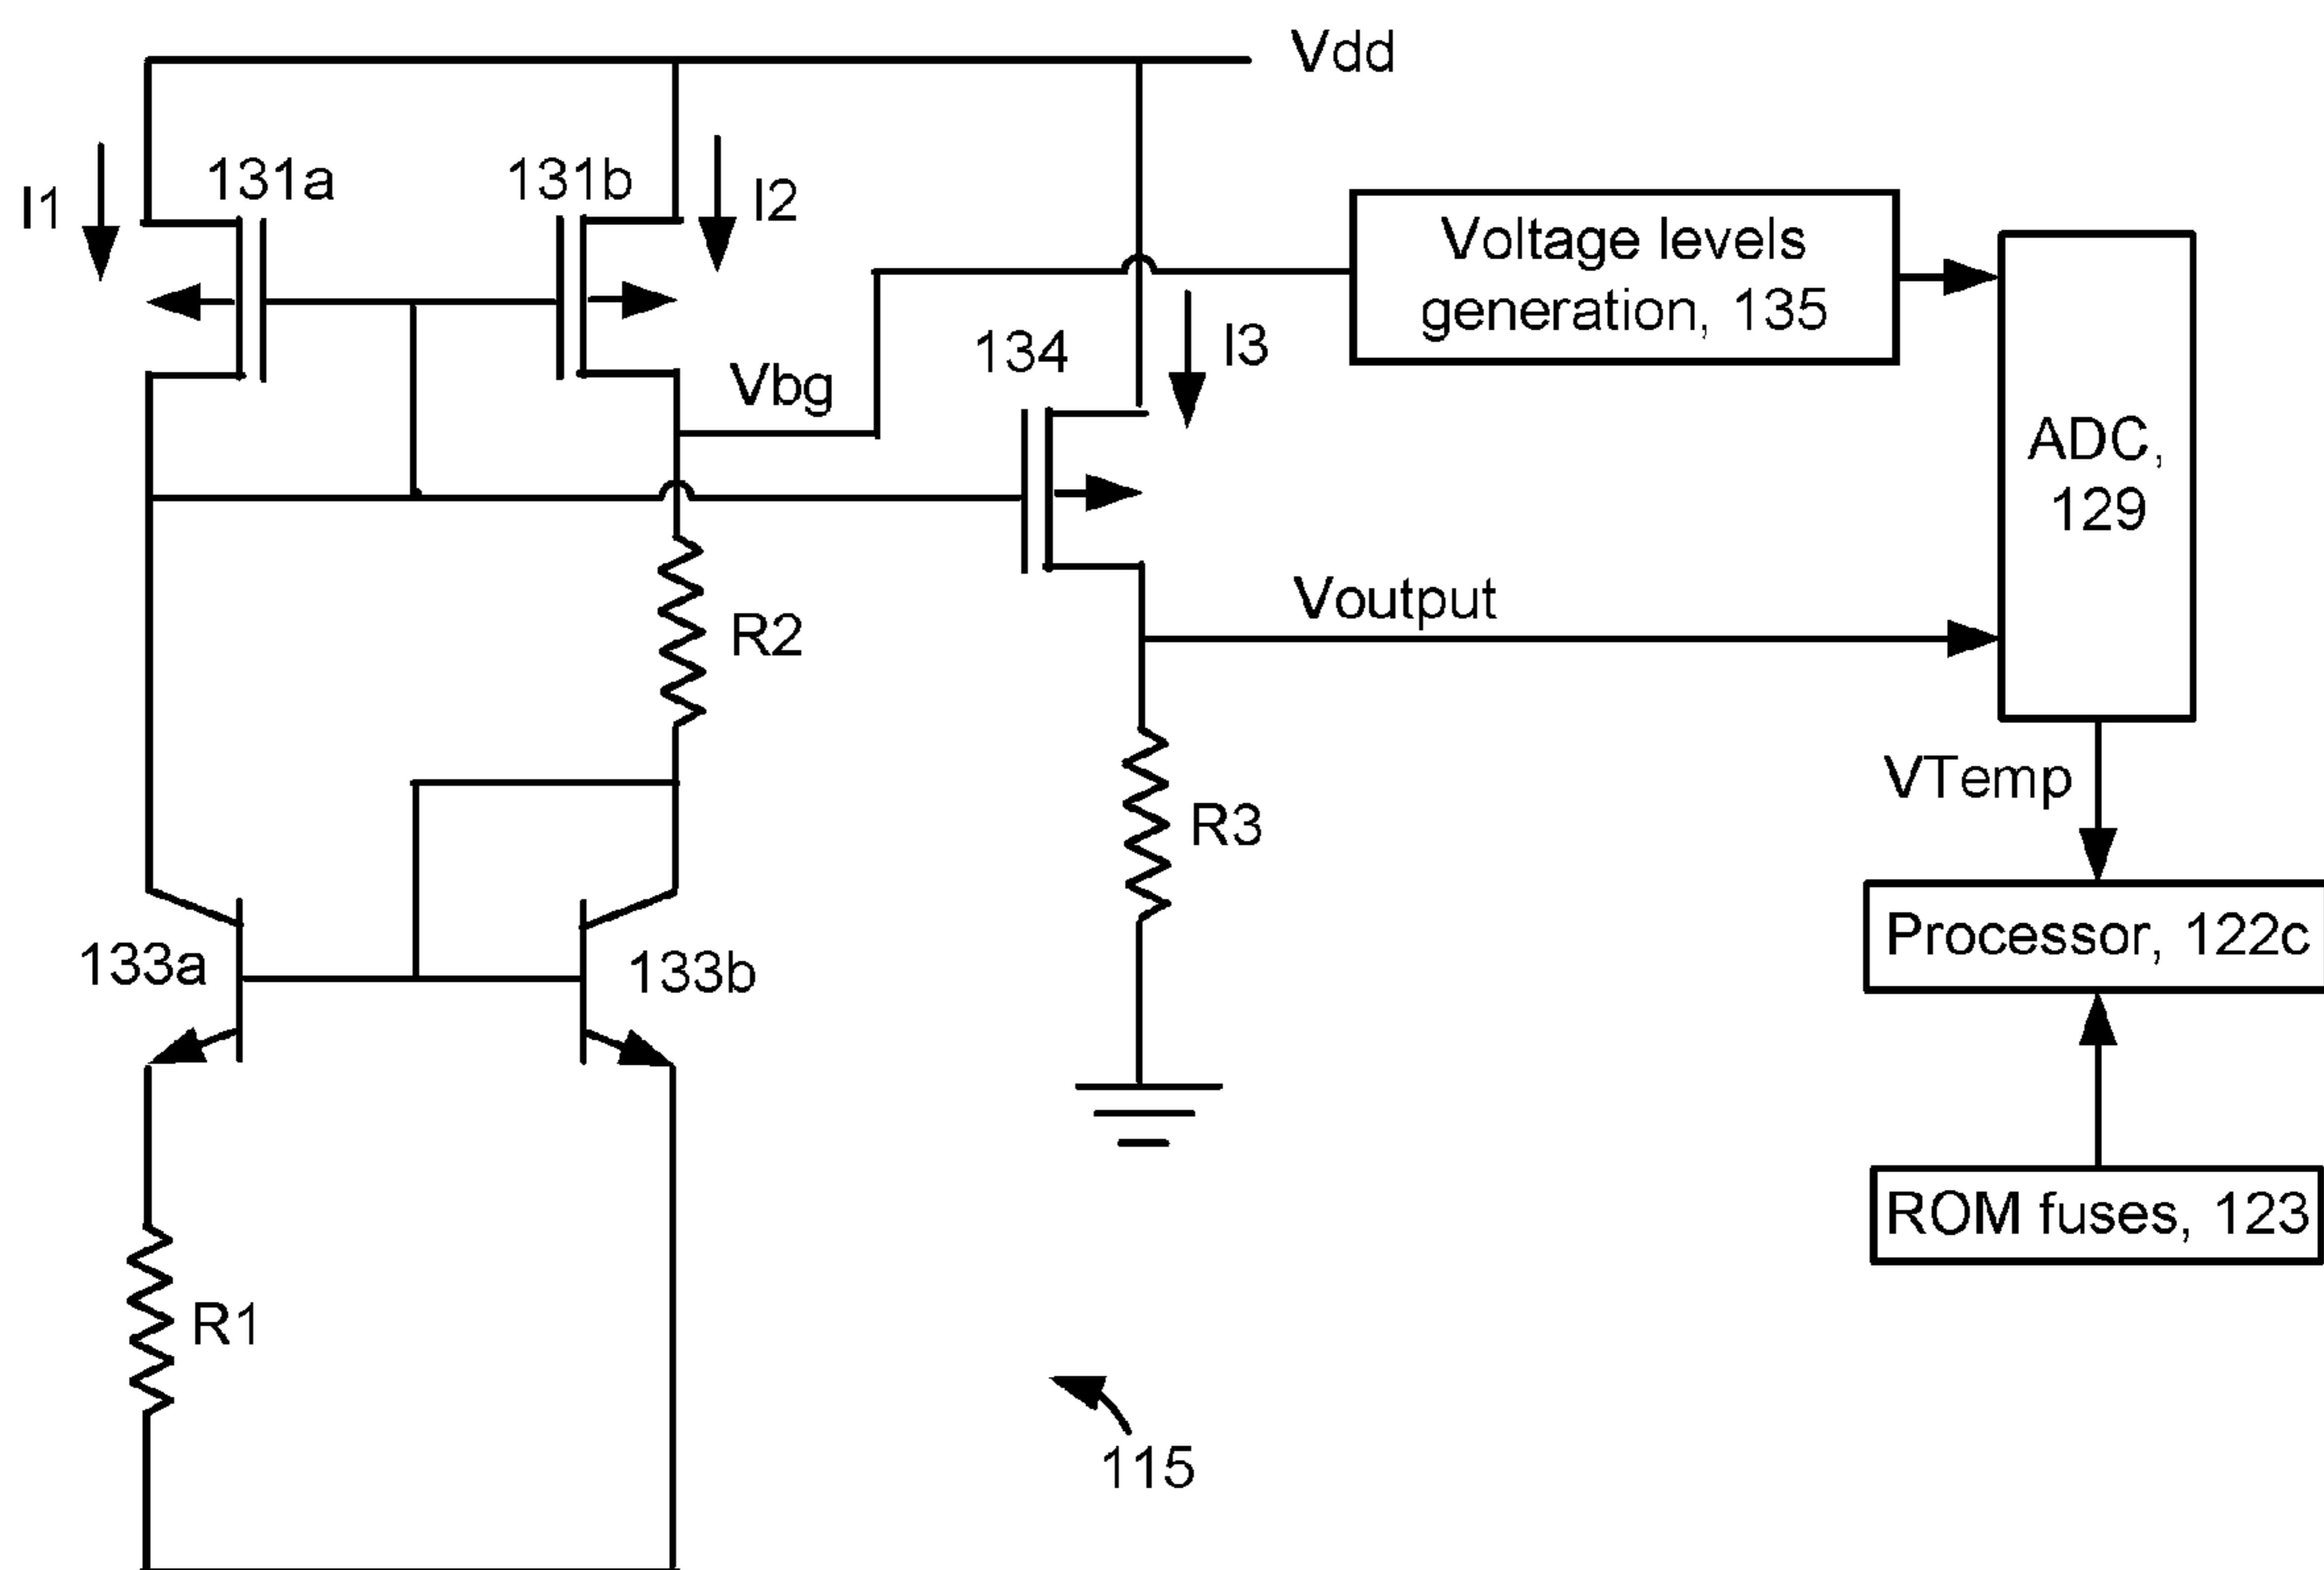 Vdd
I1
131a
131b
I2
Voltage levels
generation, 135
134
I3
Vbg
ADC,
129
Voutput
R2
VTemp
R3
Processor, 122c
133a
133b
ROM fuses, 123
R1
115